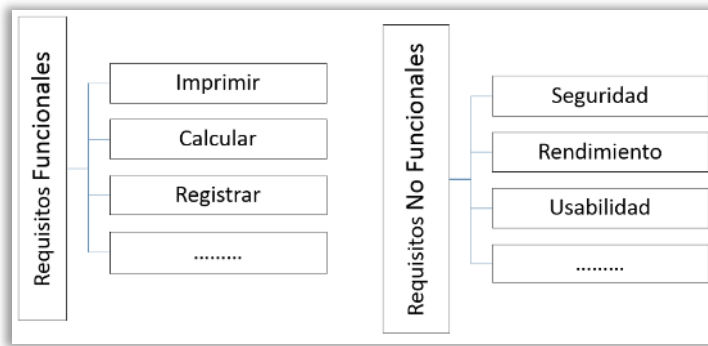 Requisitos Funcionales
Imprimir
Calcular
Registrar
.........
Requisitos No Funcionales
Seguridad
Rendimiento
Usabilidad
.........